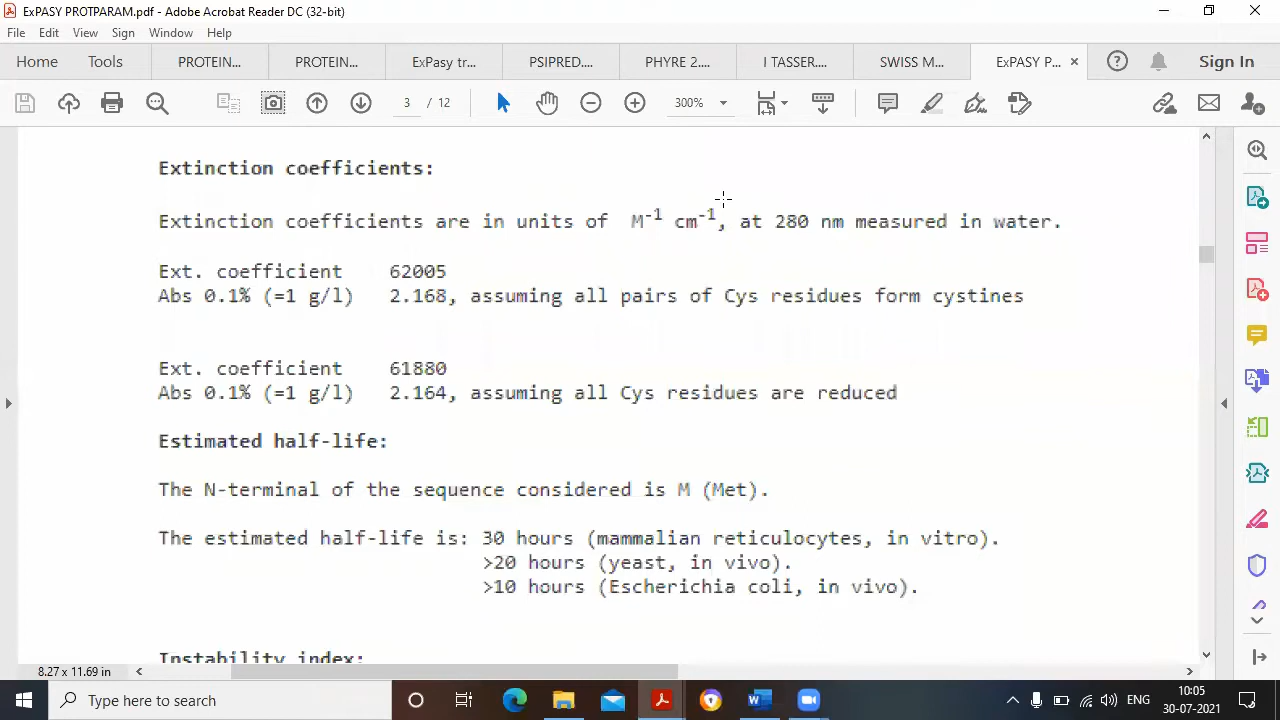 ExPASY PROTPARAM.pdf - Adobe Acrobat Reader DC (32-bit)
File Edit View Sign Window Help
Home Tools PROTEIN... PROTEIN... ExPasy tr... PSIPRED.... PHYRE 2.... I TASSER.... SWISS M... ExPASY P... × Sign In
3 / 12 300%
Extinction coefficients:
Extinction coefficients are in units of M⁻¹ cm⁻¹, at 280 nm measured in water.
Ext. coefficient 62005
Abs 0.1% (=1 g/l) 2.168, assuming all pairs of Cys residues form cystines
Ext. coefficient 61880
Abs 0.1% (=1 g/l) 2.164, assuming all Cys residues are reduced
Estimated half-life:
The N-terminal of the sequence considered is M (Met).
The estimated half-life is: 30 hours (mammalian reticulocytes, in vitro).
>20 hours (yeast, in vivo).
>10 hours (Escherichia coli, in vivo).
Instability index:
8.27 x 11.69 in
Type here to search
ENG
10:05
30-07-2021